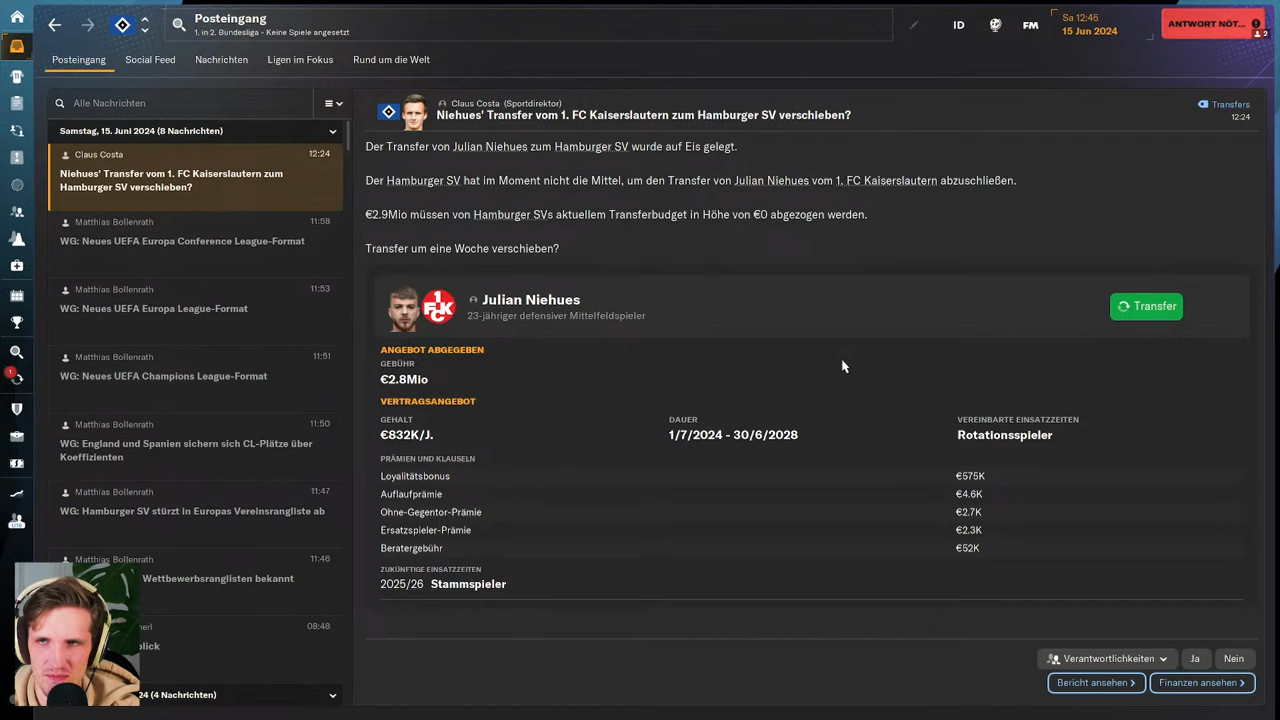 Posteingang
1. in 2. Bundesliga - Keine Spiele angesetzt
ID
FM
Sa 12:45
15 Jun 2024
ANTWORT NÖT...
2
Posteingang
Social Feed
Nachrichten
Ligen im Fokus
Rund um die Welt
Alle Nachrichten
Samstag, 15. Juni 2024 (8 Nachrichten)
Claus Costa
12:24
Niehues' Transfer vom 1. FC Kaiserslautern zum
Hamburger SV verschieben?
Matthias Bollenrath
11:58
WG: Neues UEFA Europa Conference League-Format
Matthias Bollenrath
11:53
WG: Neues UEFA Europa League-Format
Matthias Bollenrath
11:51
WG: Neues UEFA Champions League-Format
Matthias Bollenrath
11:50
WG: England und Spanien sichern sich CL-Plätze über
Koeffizienten
Matthias Bollenrath
11:47
WG: Hamburger SV stürzt in Europas Vereinsrangliste ab
Matthias Bollenrath
11:46
Wettbewerbsranglisten bekannt
08:48
24 (4 Nachrichten)
1
U19
Claus Costa (Sportdirektor)
Niehues' Transfer vom 1. FC Kaiserslautern zum Hamburger SV verschieben?
Transfers
12:24
Der Transfer von Julian Niehues zum Hamburger SV wurde auf Eis gelegt.
Der Hamburger SV hat im Moment nicht die Mittel, um den Transfer von Julian Niehues vom 1. FC Kaiserslautern abzuschließen.
€2.9Mio müssen von Hamburger SVs aktuellem Transferbudget in Höhe von €0 abgezogen werden.
Transfer um eine Woche verschieben?
1
FCK
Julian Niehues
23-jähriger defensiver Mittelfeldspieler
Transfer
ANGEBOT ABGEGEBEN
GEBÜHR
€2.8Mio
VERTRAGSANGEBOT
GEHALT
DAUER
VEREINBARTE EINSATZZEITEN
€832K/J.
1/7/2024 - 30/6/2028
Rotationsspieler
PRÄMIEN UND KLAUSELN
Loyalitätsbonus
€575K
Auflaufprämie
€4.6K
Ohne-Gegentor-Prämie
€2.7K
Ersatzspieler-Prämie
€2.3K
Beratergebühr
€52K
ZUKÜNFTIGE EINSATZZEITEN
2025/26 Stammspieler
Verantwortlichkeiten
Ja
Nein
Bericht ansehen
Finanzen ansehen